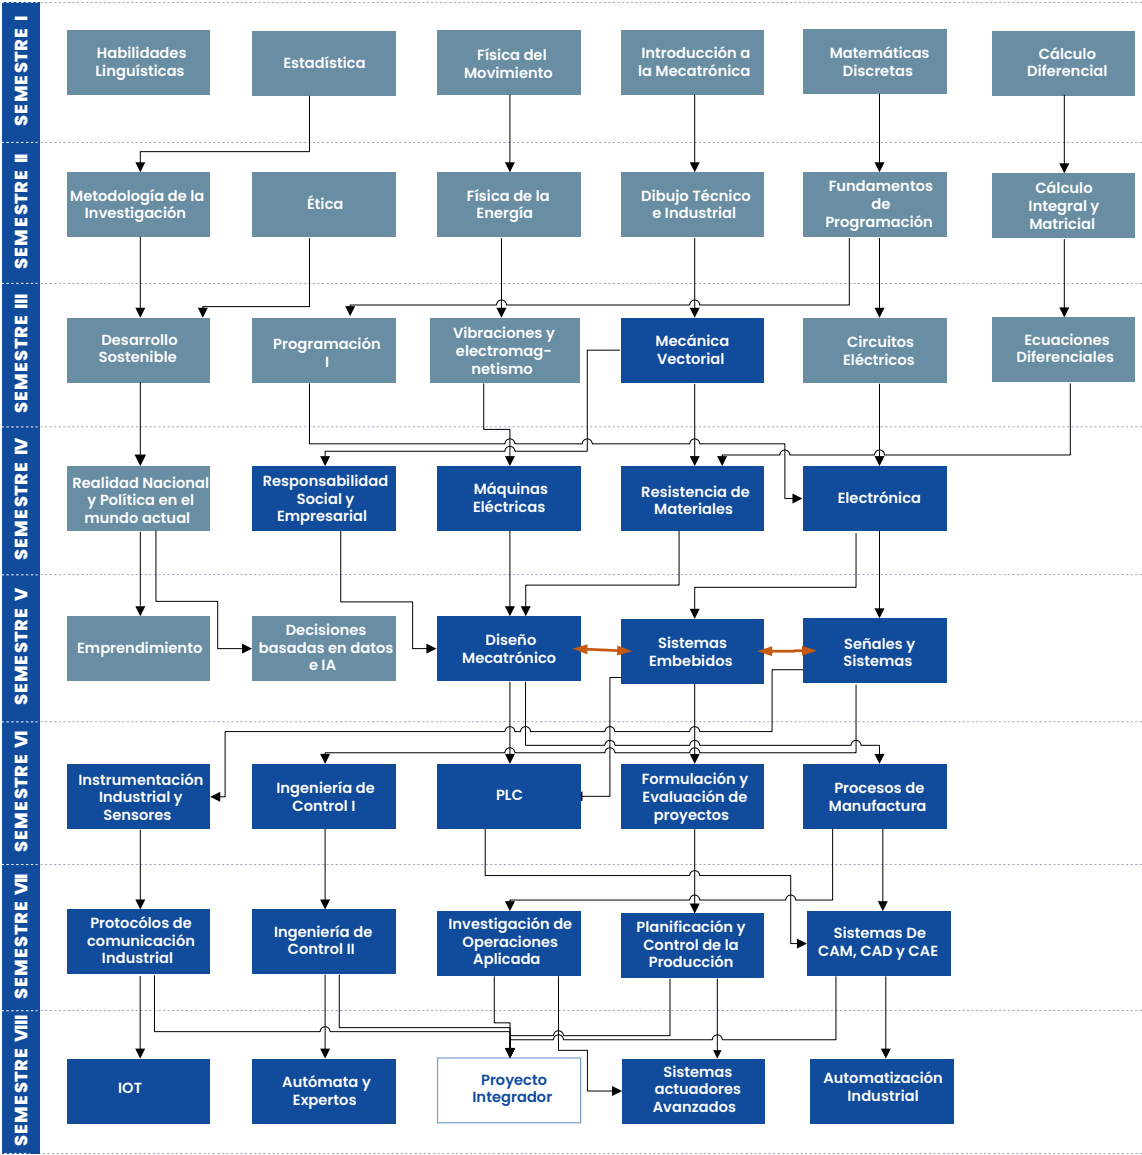 SEMESTRE I
Habilidades
Linguísticas
Estadística
Física del
Movimiento
Introducción a
la Mecatrónica
Matemáticas
Discretas
Cálculo
Diferencial
SEMESTRE II
Metodología de la
Investigación
Ética
Física de la
Energía
Dibujo Técnico
e Industrial
Fundamentos
de
Programación
Cálculo
Integral y
Matricial
SEMESTRE III
Desarrollo
Sostenible
Programación
I
Vibraciones y
electromag-
netismo
Mecánica
Vectorial
Circuitos
Eléctricos
Ecuaciones
Diferenciales
SEMESTRE IV
Realidad Nacional
y Política en el
mundo actual
Responsabilidad
Social y
Empresarial
Máquinas
Eléctricas
Resistencia de
Materiales
Electrónica
SEMESTRE V
Emprendimiento
Decisiones
basadas en datos
e IA
Diseño
Mecatrónico
Sistemas
Embebidos
Señales y
Sistemas
SEMESTRE VI
Instrumentación
Industrial y
Sensores
Ingeniería de
Control I
PLC
Formulación y
Evaluación de
proyectos
Procesos de
Manufactura
SEMESTRE VII
Protocólos de
comunicación
Industrial
Ingeniería de
Control II
Investigación de
Operaciones
Aplicada
Planificación y
Control de la
Producción
Sistemas De
CAM, CAD y CAE
SEMESTRE VIII
IOT
Autómata y
Expertos
Proyecto
Integrador
Sistemas
actuadores
Avanzados
Automatización
Industrial